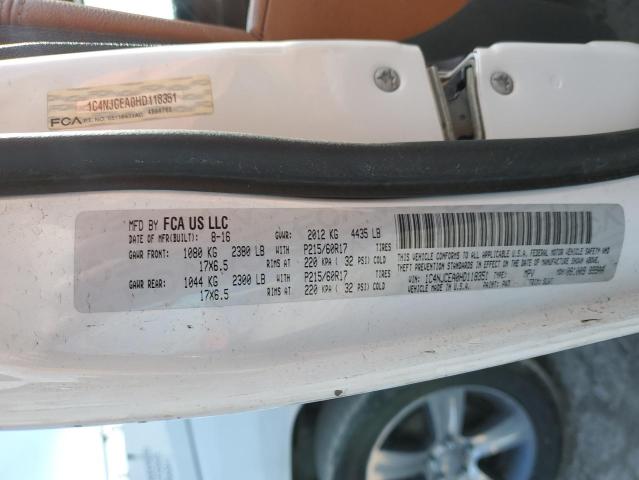 1C4NJCEA0HD118351
FCA
MFD BY FCA US LLC
DATE OF MFR(BUILT): 8-16 GVWR: 2012 KG 4435 LB
GAWR FRONT: 1080 KG 2380 LB WITH P215/60R17 TIRES
17X6.5 RIMS AT 220 KPA ( 32 PSI) COLD
GAWR REAR: 1044 KG 2300 LB WITH P215/60R17 TIRES
17X6.5 RIMS AT 220 KPA ( 32 PSI) COLD
THIS VEHICLE CONFORMS TO ALL APPLICABLE U.S.A. FEDERAL MOTOR VEHICLE SAFETY AND
THEFT PREVENTION STANDARDS IN EFFECT ON THE DATE OF MANUFACTURE SHOWN ABOVE.
VIN: 1C4NJCEA0HD118351 TYPE: MPV MDH:
VEHICLE MADE IN U.S.A. PAINT: PW7 TRIM: